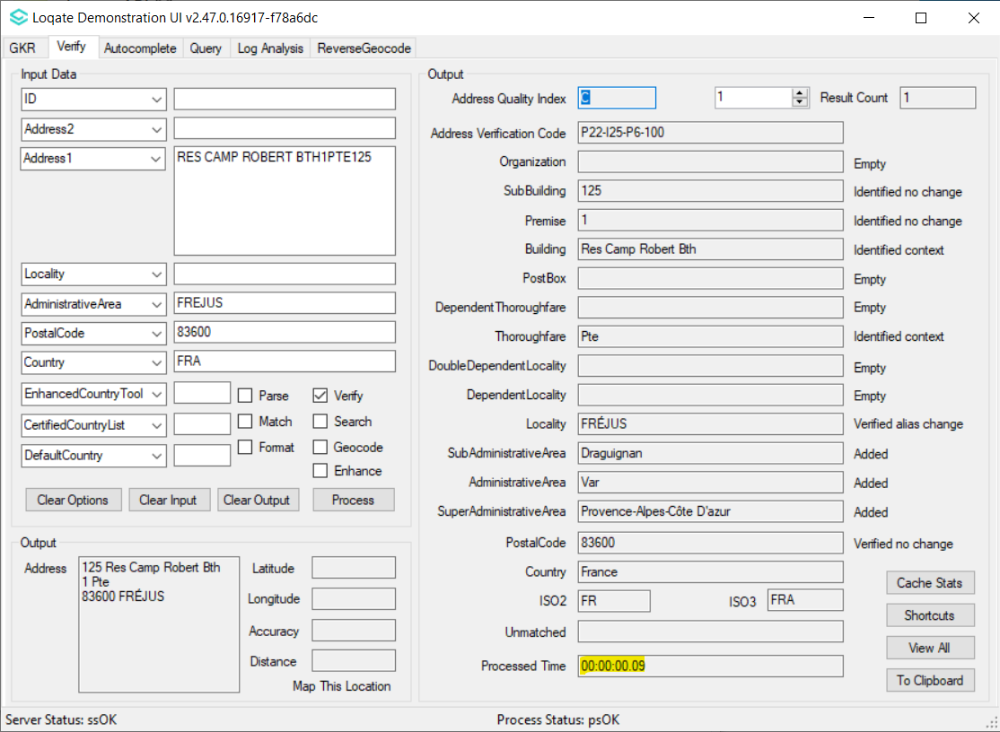 Loqate Demonstration UI v2.47.0.16917-f78a6dc
GKR Verify Autocomplete Query Log Analysis ReverseGeocode
Input Data
ID
Address2
Address1 RES CAMP ROBERT BTH1PTE125
Locality
AdministrativeArea FREJUS
PostalCode 83600
Country FRA
EnhancedCountryTool Parse Verify
CertifiedCountryList Match Search
DefaultCountry Format Geocode
Enhance
Clear Options Clear Input Clear Output Process
Output
Address 125 Res Camp Robert Bth
1 Pte
83600 FRÉJUS
Latitude
Longitude
Accuracy
Distance
Map This Location
Output
Address Quality Index C 1 Result Count 1
Address Verification Code P22-I25-P6-100
Organization Empty
SubBuilding 125 Identified no change
Premise 1 Identified no change
Building Res Camp Robert Bth Identified context
PostBox Empty
DependentThoroughfare Empty
Thoroughfare Pte Identified context
DoubleDependentLocality Empty
DependentLocality Empty
Locality FRÉJUS Verified alias change
SubAdministrativeArea Draguignan Added
AdministrativeArea Var Added
SuperAdministrativeArea Provence-Alpes-Côte D'azur Added
PostalCode 83600 Verified no change
Country France
ISO2 FR ISO3 FRA
Unmatched
Processed Time 00:00:00.09
Cache Stats
Shortcuts
View All
To Clipboard
Server Status: ssOK Process Status: psOK